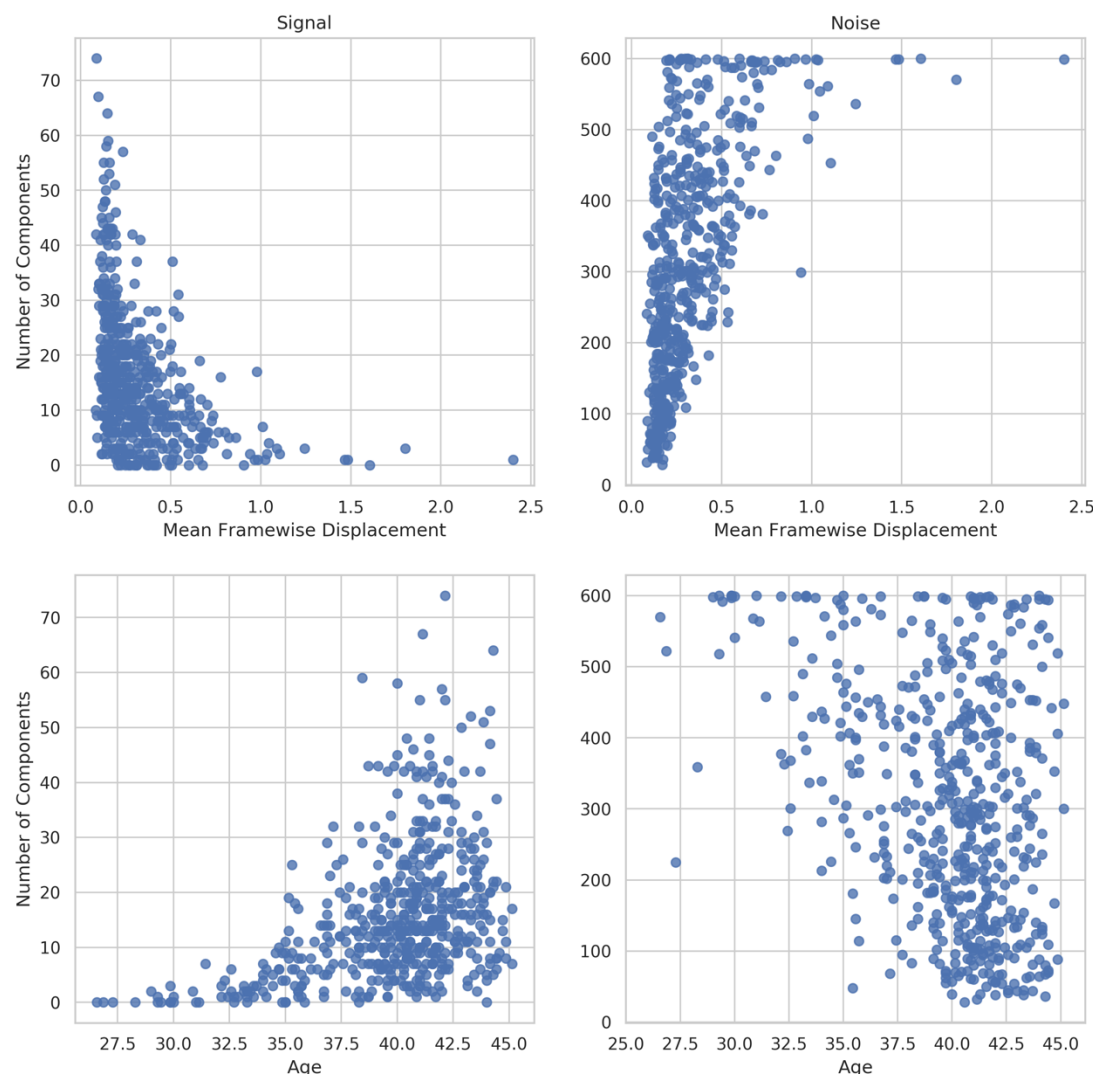 Signal
Noise
Number of Components
70
60
50
40
30
20
10
0
0.0 0.5 1.0 1.5 2.0 2.5
Mean Framewise Displacement
600
500
400
300
200
100
0
0.0 0.5 1.0 1.5 2.0 2.5
Mean Framewise Displacement
Number of Components
70
60
50
40
30
20
10
0
27.5 30.0 32.5 35.0 37.5 40.0 42.5 45.0
Age
600
500
400
300
200
100
0
25.0 27.5 30.0 32.5 35.0 37.5 40.0 42.5 45.0
Age